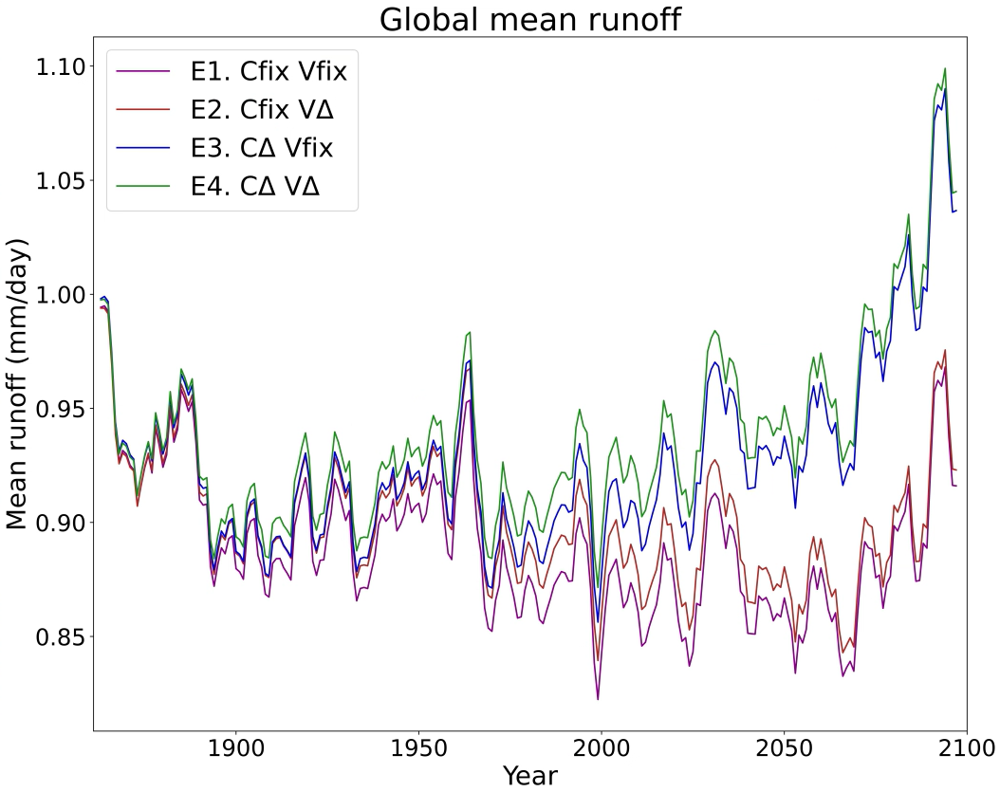 Global mean runoff
1.10
1.05
1.00
0.95
0.90
0.85
Mean runoff (mm/day)
E1. Cfix Vfix
E2. Cfix VΔ
E3. CΔ Vfix
E4. CΔ VΔ
1900
1950
2000
2050
2100
Year